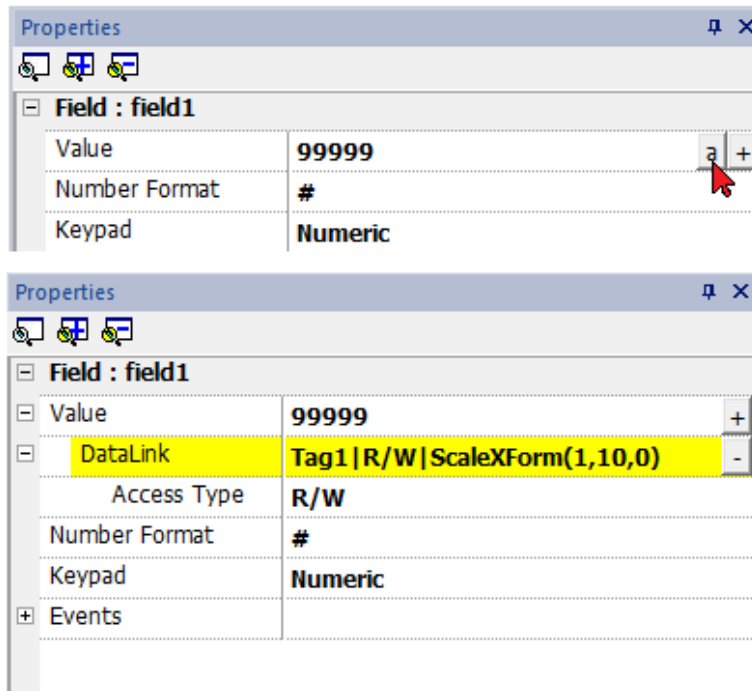 Properties
Field : field1
Value 99999 a +
Number Format #
Keypad Numeric
Properties
Field : field1
Value 99999 +
DataLink Tag1|R/W|ScaleXForm(1,10,0) -
Access Type R/W
Number Format #
Keypad Numeric
Events